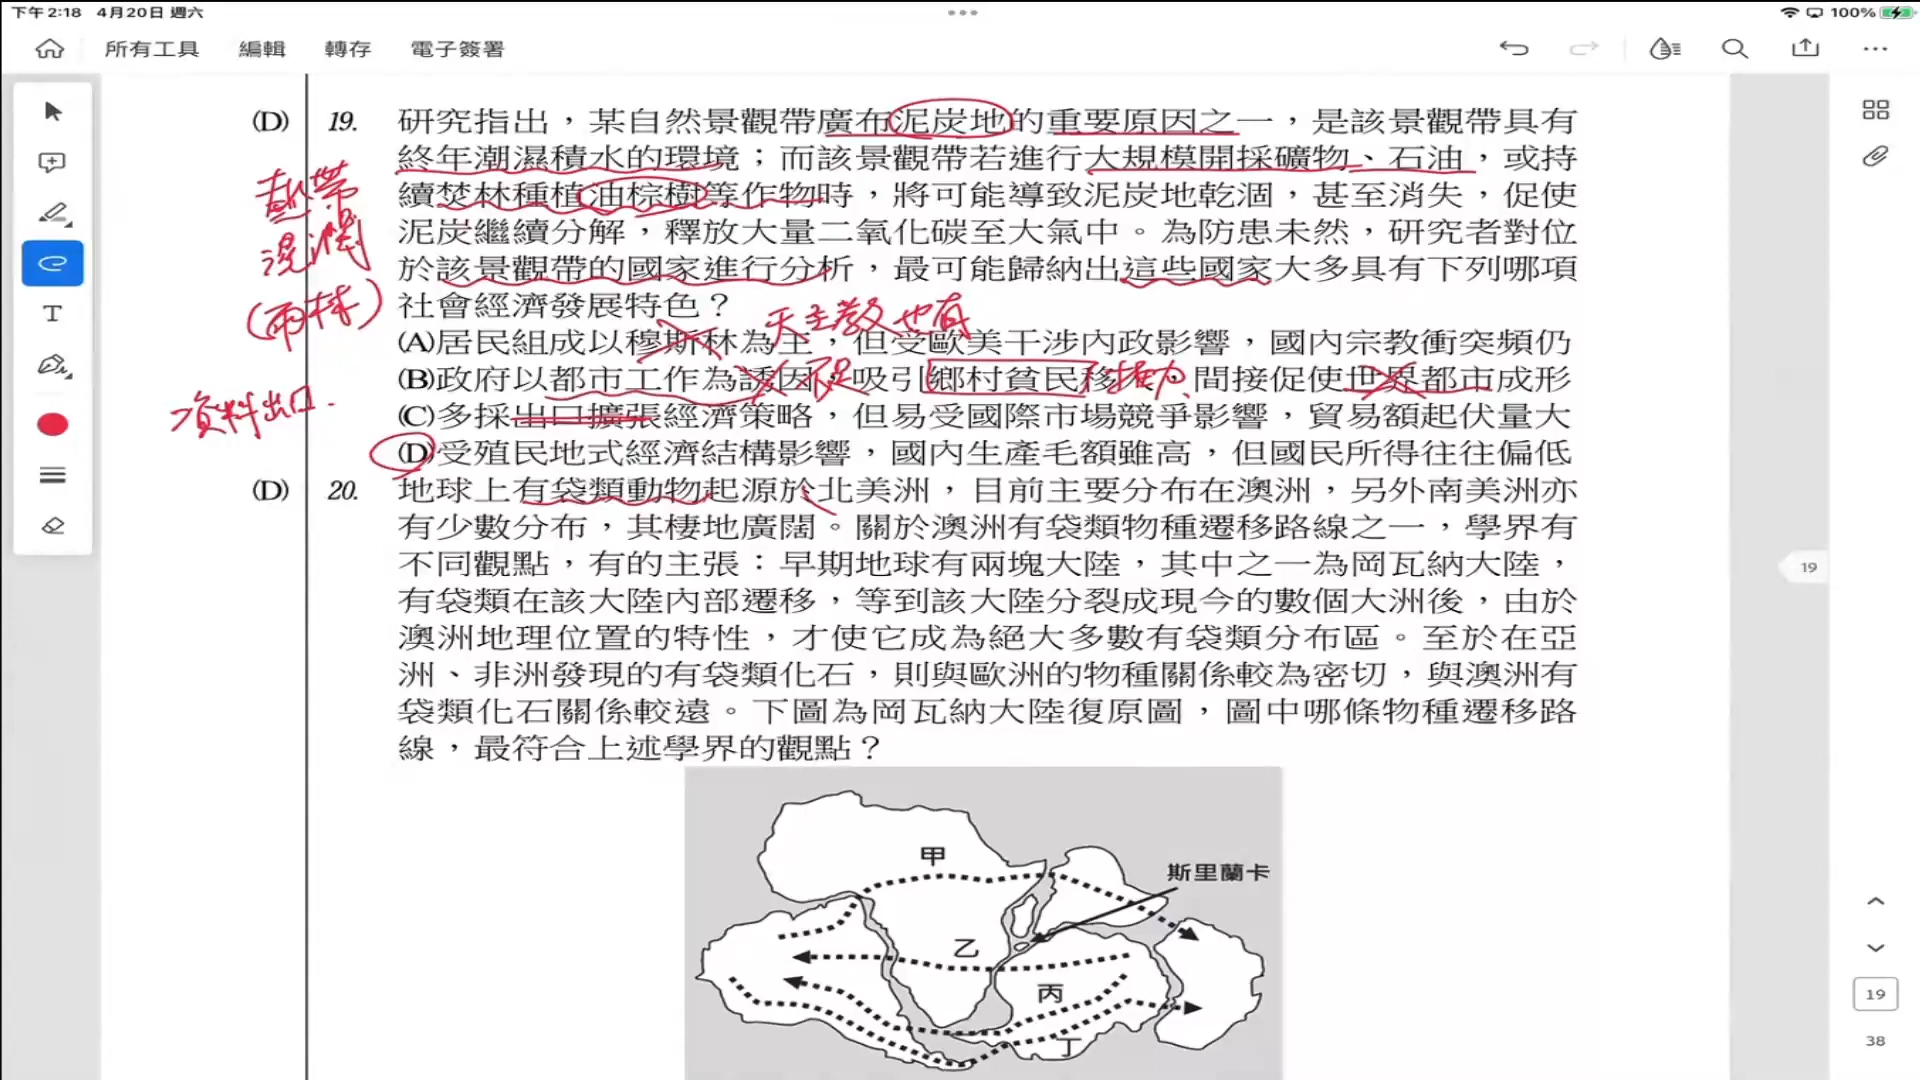 下午2:18 4月20日 週六
100%
所有工具 編輯 轉存 電子簽署
(D) 19. 研究指出，某自然景觀帶廣布泥炭地的重要原因之一，是該景觀帶具有
終年潮濕積水的環境；而該景觀帶若進行大規模開採礦物、石油，或持
續焚林種植油棕樹等作物時，將可能導致泥炭地乾涸，甚至消失，促使
泥炭繼續分解，釋放大量二氧化碳至大氣中。為防患未然，研究者對位
於該景觀帶的國家進行分析，最可能歸納出這些國家大多具有下列哪項
社會經濟發展特色？
熱帶
溼潤
(雨林)
天主教也有
(A)居民組成以穆斯林為主，但受歐美干涉內政影響，國內宗教衝突頻仍
(B)政府以都市工作為誘因，吸引鄉村貧民移入，間接促使世界都市成形
不足
推力
(C)多採出口擴張經濟策略，但易受國際市場競爭影響，貿易額起伏量大
資料出口.
(D)受殖民地式經濟結構影響，國內生產毛額雖高，但國民所得往往偏低
(D) 20. 地球上有袋類動物起源於北美洲，目前主要分布在澳洲，另外南美洲亦
有少數分布，其棲地廣闊。關於澳洲有袋類物種遷移路線之一，學界有
不同觀點，有的主張：早期地球有兩塊大陸，其中之一為岡瓦納大陸，
有袋類在該大陸內部遷移，等到該大陸分裂成現今的數個大洲後，由於
澳洲地理位置的特性，才使它成為絕大多數有袋類分布區。至於在亞
洲、非洲發現的有袋類化石，則與歐洲的物種關係較為密切，與澳洲有
袋類化石關係較遠。下圖為岡瓦納大陸復原圖，圖中哪條物種遷移路
線，最符合上述學界的觀點？
甲
斯里蘭卡
乙
丙
丁
T
19
19
38